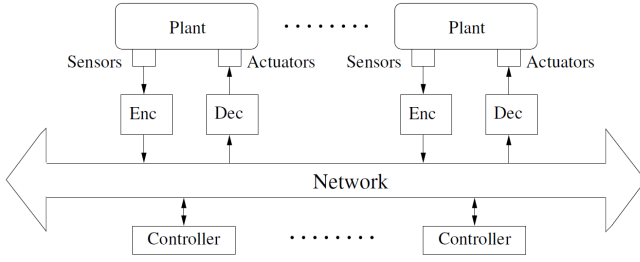 Plant
Plant
Sensors
Actuators
Sensors
Actuators
Enc
Dec
Enc
Dec
Network
Controller
Controller